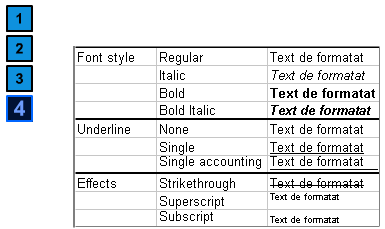 1
2
3
4
Font style Regular Text de formatat
Italic Text de formatat
Bold Text de formatat
Bold Italic Text de formatat
Underline None Text de formatat
Single Text de formatat
Single accounting Text de formatat
Effects Strikethrough Text de formatat
Superscript Text de formatat
Subscript Text de formatat